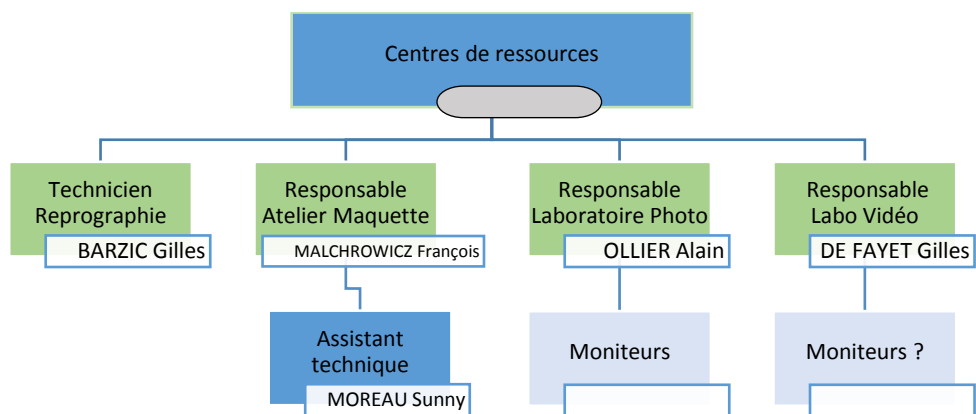 Centres de ressources
Technicien
Reprographie
BARZIC Gilles
Responsable
Atelier Maquette
MALCHROWICZ François
Responsable
Laboratoire Photo
OLLIER Alain
Responsable
Labo Vidéo
DE FAYET Gilles
Assistant
technique
MOREAU Sunny
Moniteurs
Moniteurs ?